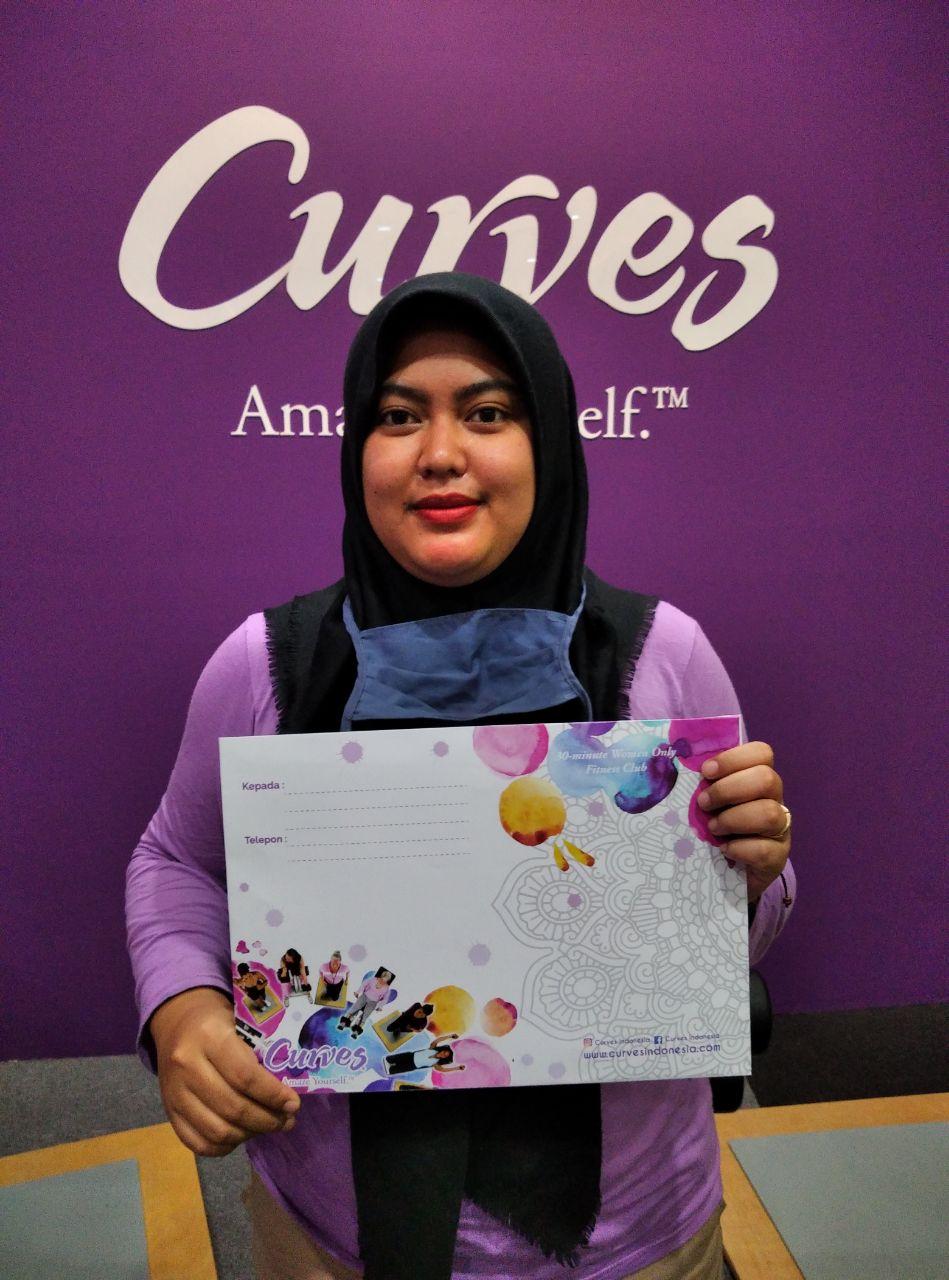 Curves
Ama elf.™
30-minute Women Only
Fitness Club
Kepada :
Telepon :
Curves
Amaze Yourself.™
Curves Indonesia Curves Indonesia
www.curvesindonesia.com